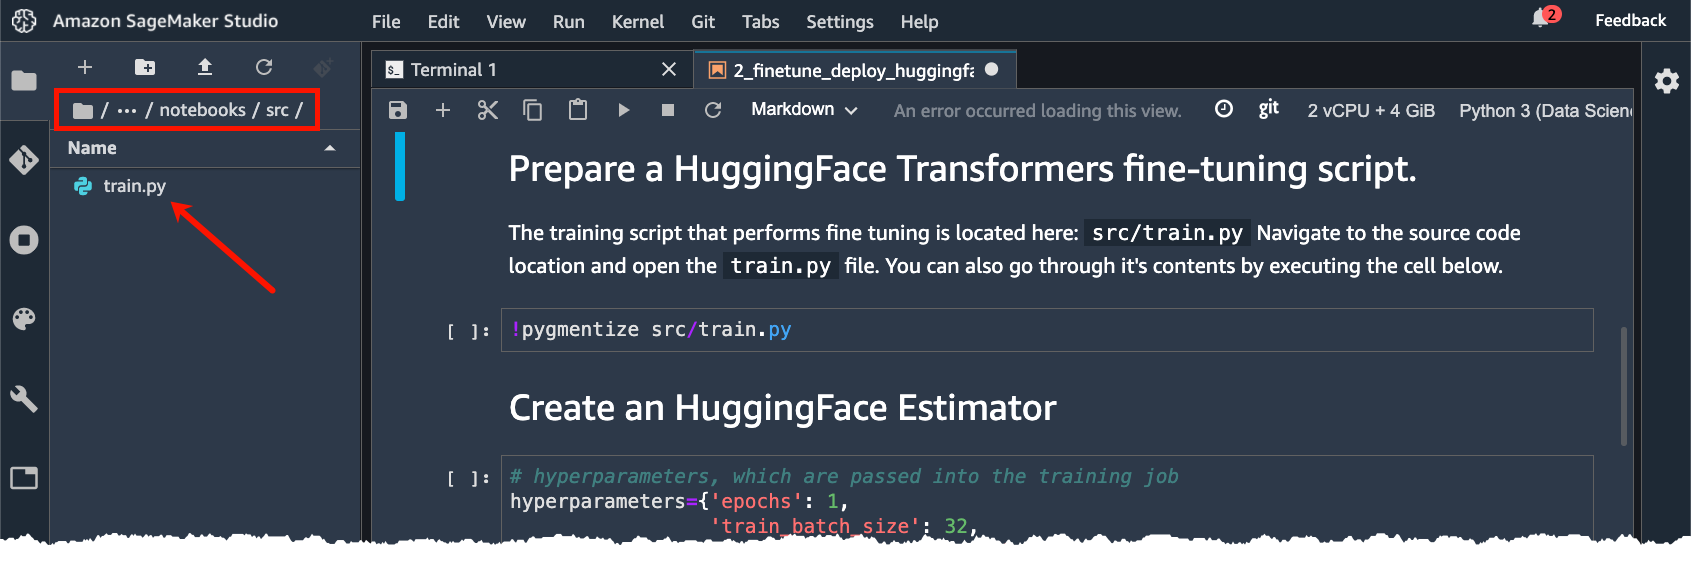 Amazon SageMaker Studio File Edit View Run Kernel Git Tabs Settings Help 2 Feedback
/ ··· / notebooks / src /
Name
train.py
Terminal 1
2_finetune_deploy_huggingfa
Markdown An error occurred loading this view. git 2 vCPU + 4 GiB Python 3 (Data Scien
Prepare a HuggingFace Transformers fine-tuning script.
The training script that performs fine tuning is located here: src/train.py Navigate to the source code
location and open the train.py file. You can also go through it's contents by executing the cell below.
[ ]: !pygmentize src/train.py
Create an HuggingFace Estimator
[ ]: # hyperparameters, which are passed into the training job
hyperparameters={'epochs': 1,
'train_batch_size': 32,